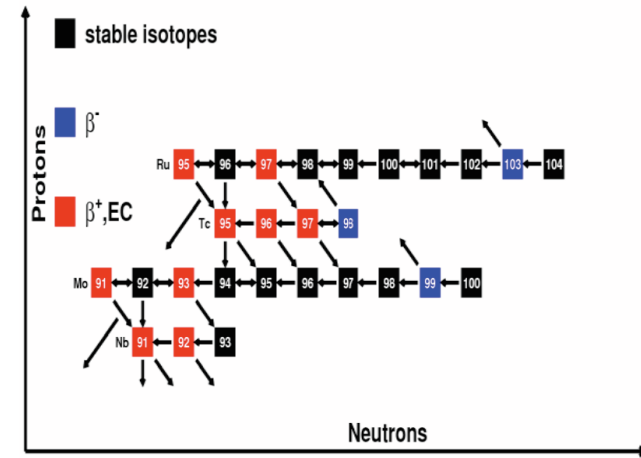 stable isotopes
β-
β+,EC
Protons
Ru 95 96 97 98 99 100 101 102 103 104
Tc 95 96 97 98
Mo 91 92 93 94 95 96 97 98 99 100
Nb 91 92 93
Neutrons